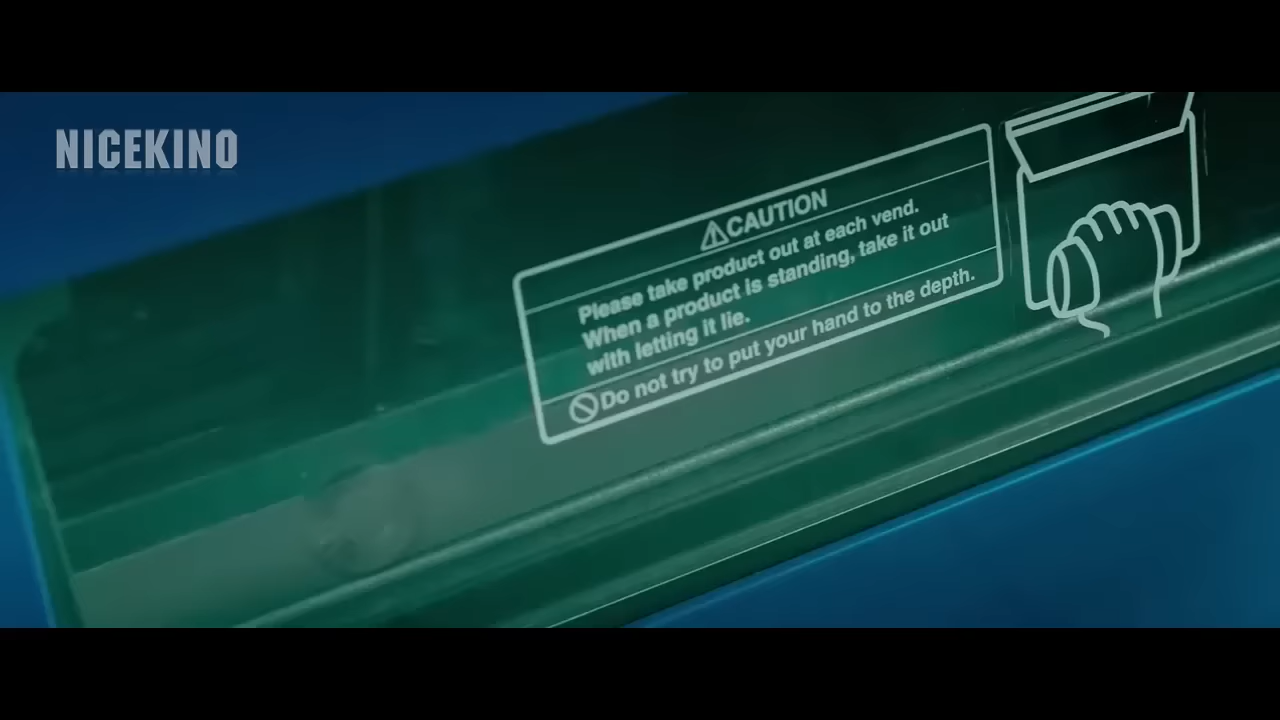 NICEKINO
CAUTION
Please take product out at each vend.
When a product is standing, take it out
with letting it lie.
Do not try to put your hand to the depth.